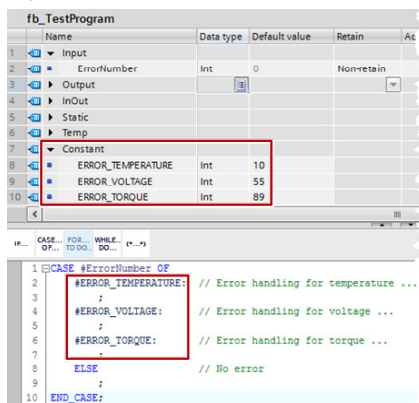 fb_TestProgram
Name Data type Default value Retain Ac
1 Input
2 ErrorNumber Int 0 Non-retain
3 Output
4 InOut
5 Static
6 Temp
7 Constant
8 ERROR_TEMPERATURE Int 10
9 ERROR_VOLTAGE Int 55
10 ERROR_TORQUE Int 89
IF... CASE... OF... FOR... TO DO... WHILE... DO... (*...*)
1 CASE #ErrorNumber OF
2 #ERROR_TEMPERATURE: // Error handling for temperature ...
3 ;
4 #ERROR_VOLTAGE: // Error handling for voltage ...
5 ;
6 #ERROR_TORQUE: // Error handling for torque ...
7 ;
8 ELSE // No error
9 ;
10 END_CASE;